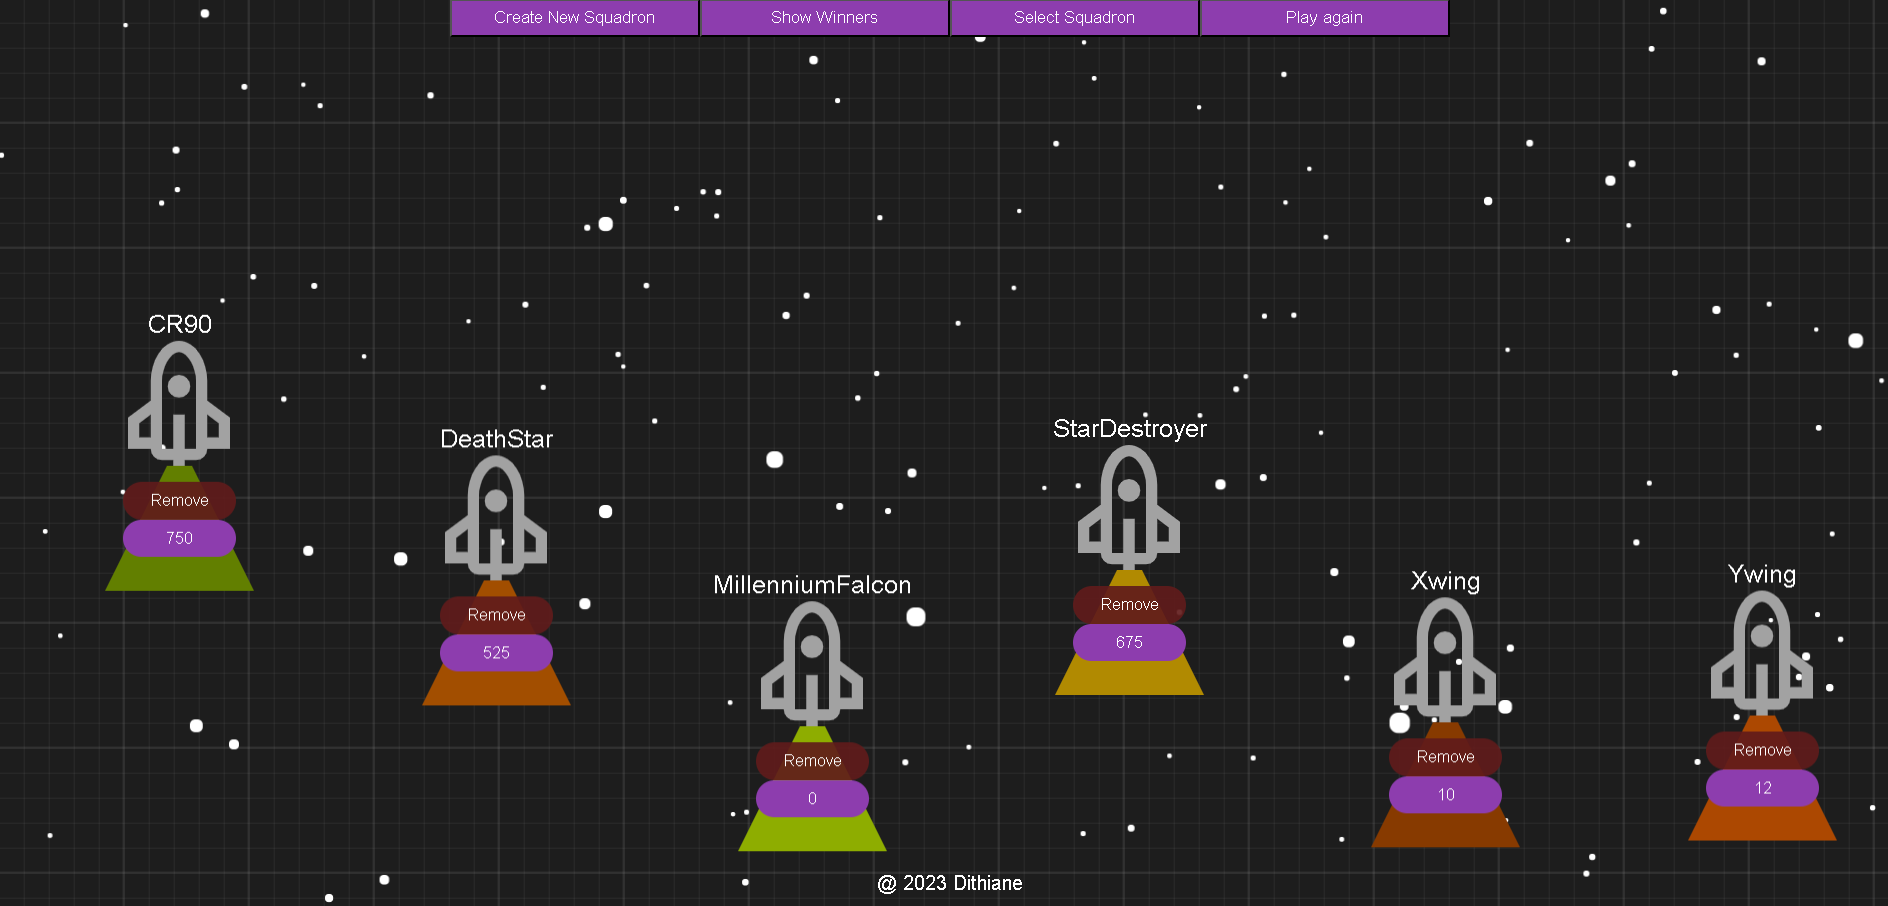 Create New Squadron
Show Winners
Select Squadron
Play again
CR90
Remove
750
DeathStar
Remove
525
MillenniumFalcon
Remove
0
StarDestroyer
Remove
675
Xwing
Remove
10
Ywing
Remove
12
@ 2023 Dithiane